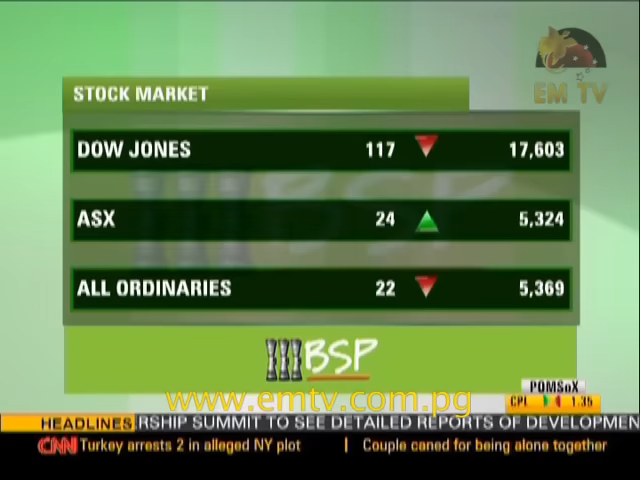 EM TV
STOCK MARKET
DOW JONES 117 17,603
ASX 24 5,324
ALL ORDINARIES 22 5,369
BSP
www.emtv.com.pg
POMSoX
CPL 1.35
HEADLINES RSHIP SUMMIT TO SEE DETAILED REPORTS OF DEVELOPMEN
CNN Turkey arrests 2 in alleged NY plot | Couple caned for being alone together